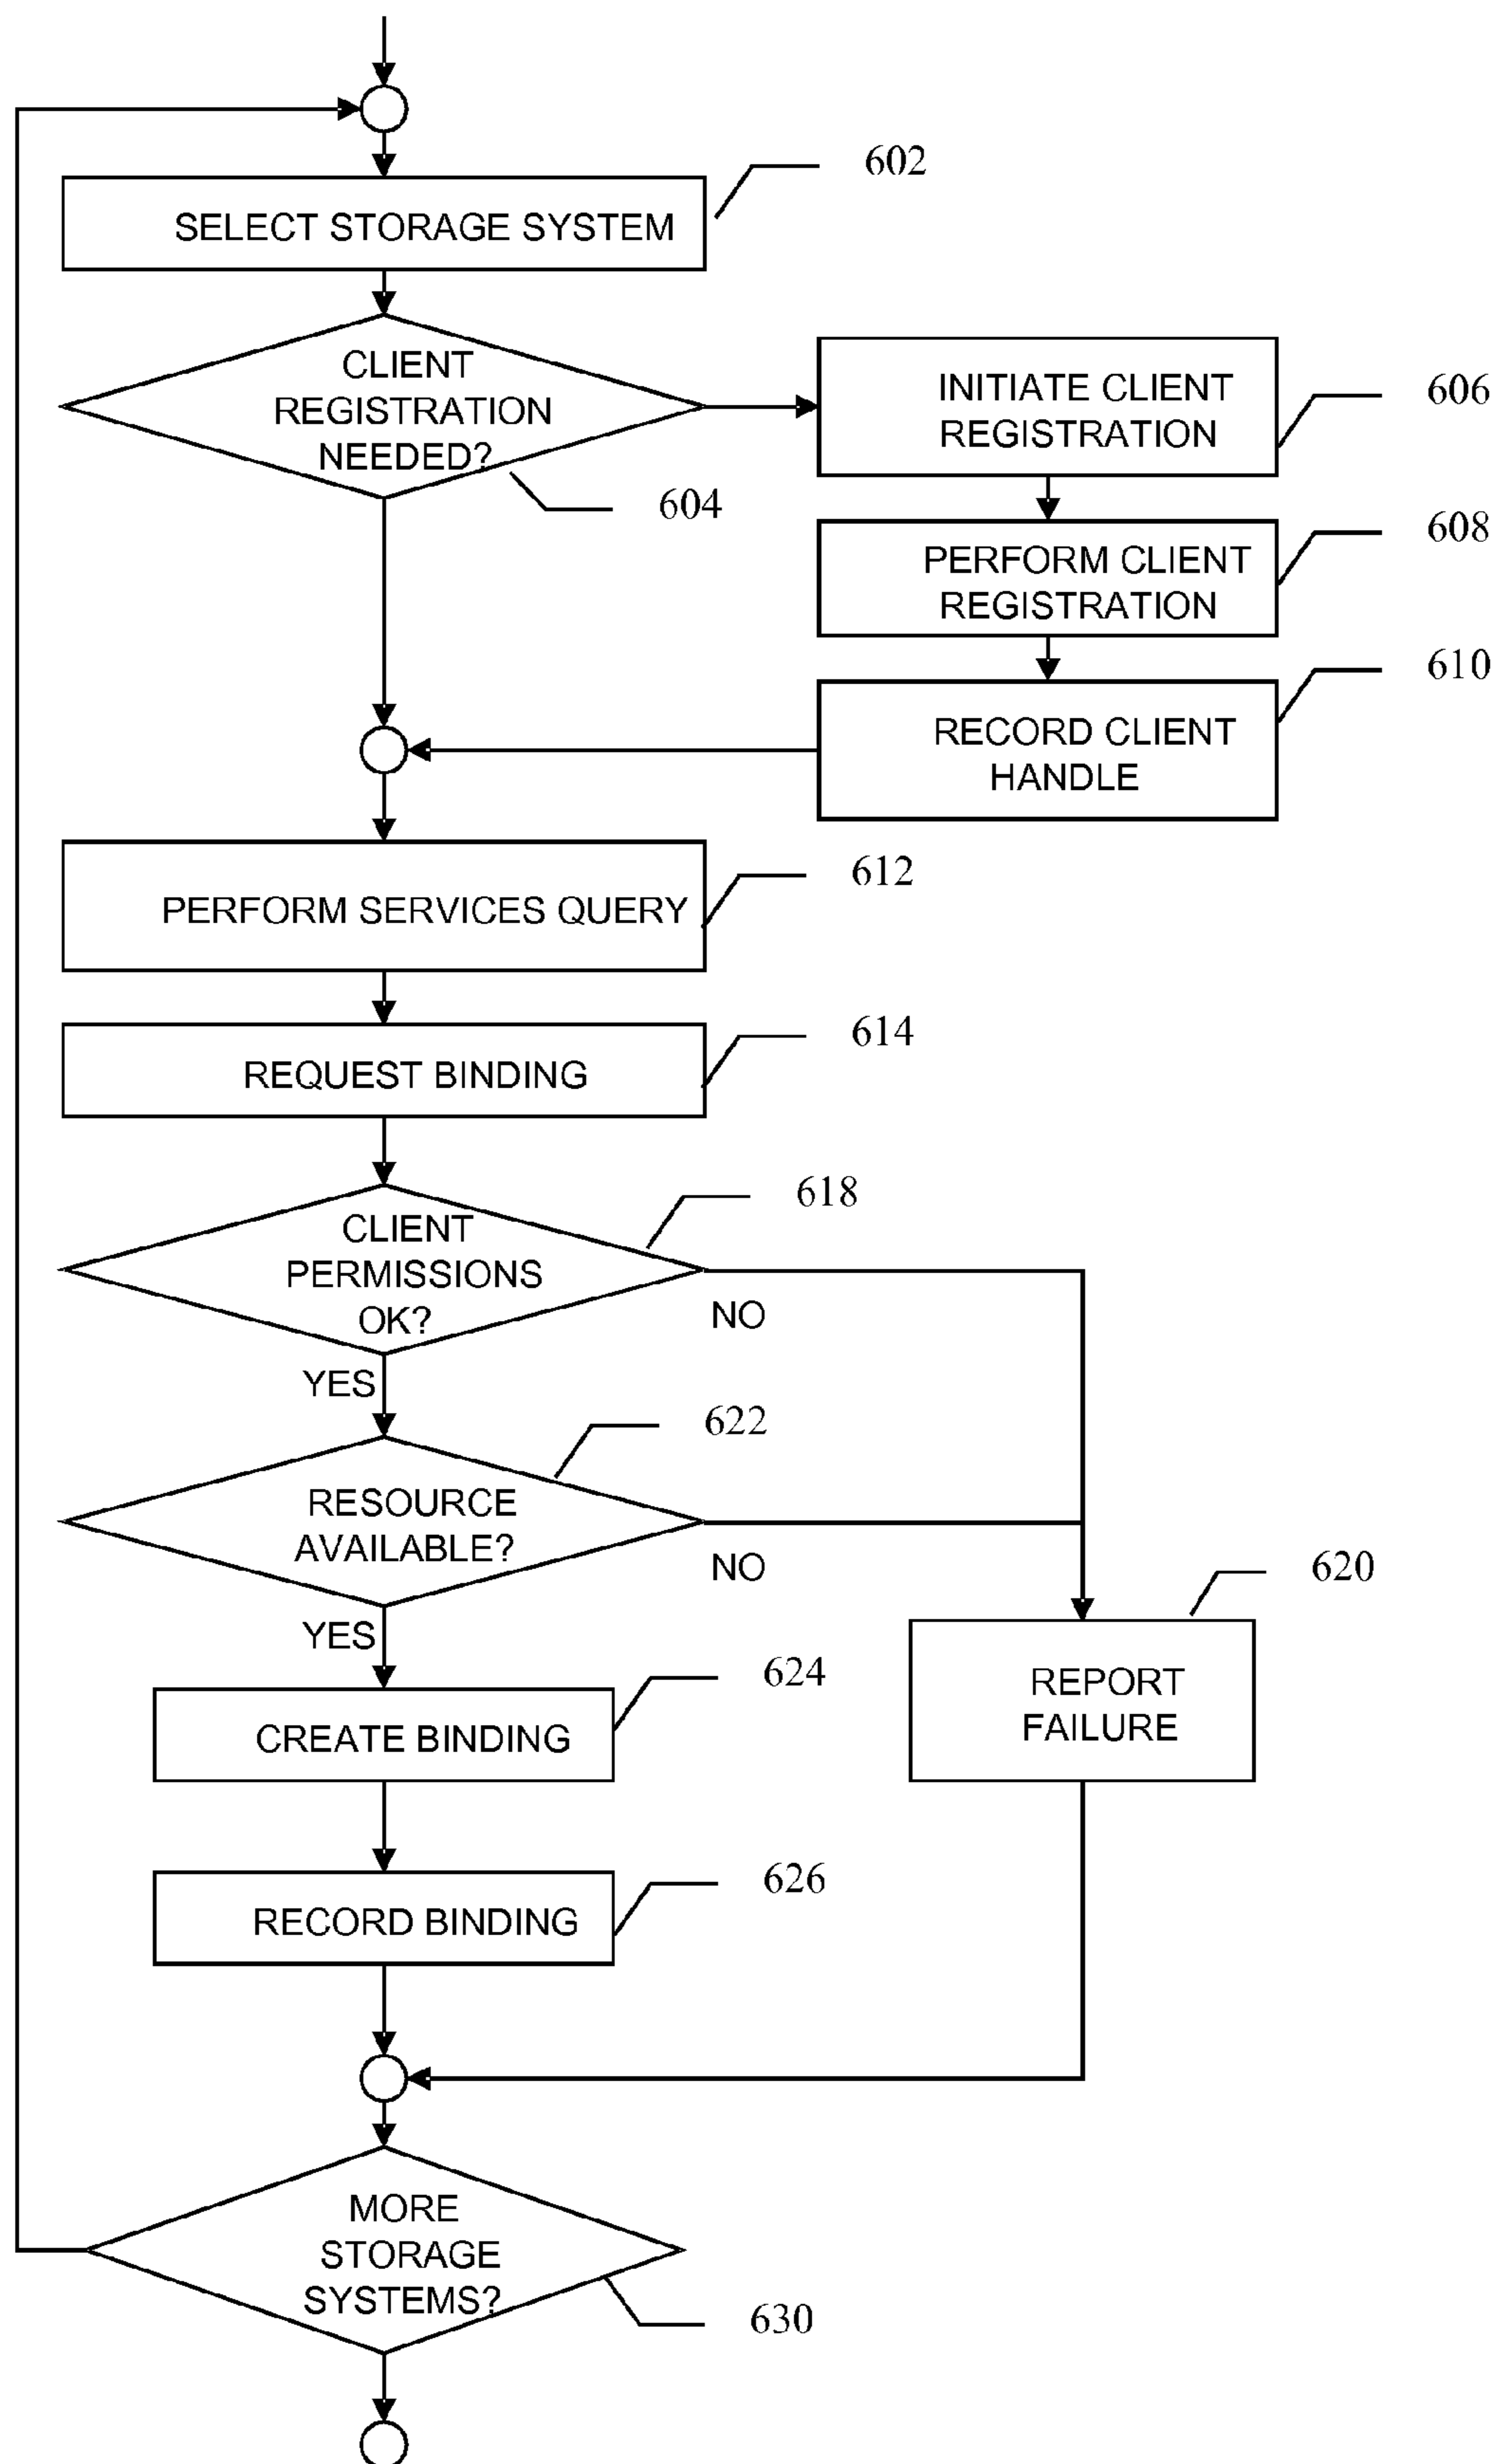 602
SELECT STORAGE SYSTEM
CLIENT
REGISTRATION
NEEDED?
604
INITIATE CLIENT
REGISTRATION
606
PERFORM CLIENT
REGISTRATION
608
RECORD CLIENT
HANDLE
610
PERFORM SERVICES QUERY
612
REQUEST BINDING
614
CLIENT
PERMISSIONS
OK?
618
NO
YES
RESOURCE
AVAILABLE?
622
NO
YES
620
REPORT
FAILURE
CREATE BINDING
624
RECORD BINDING
626
MORE
STORAGE
SYSTEMS?
630